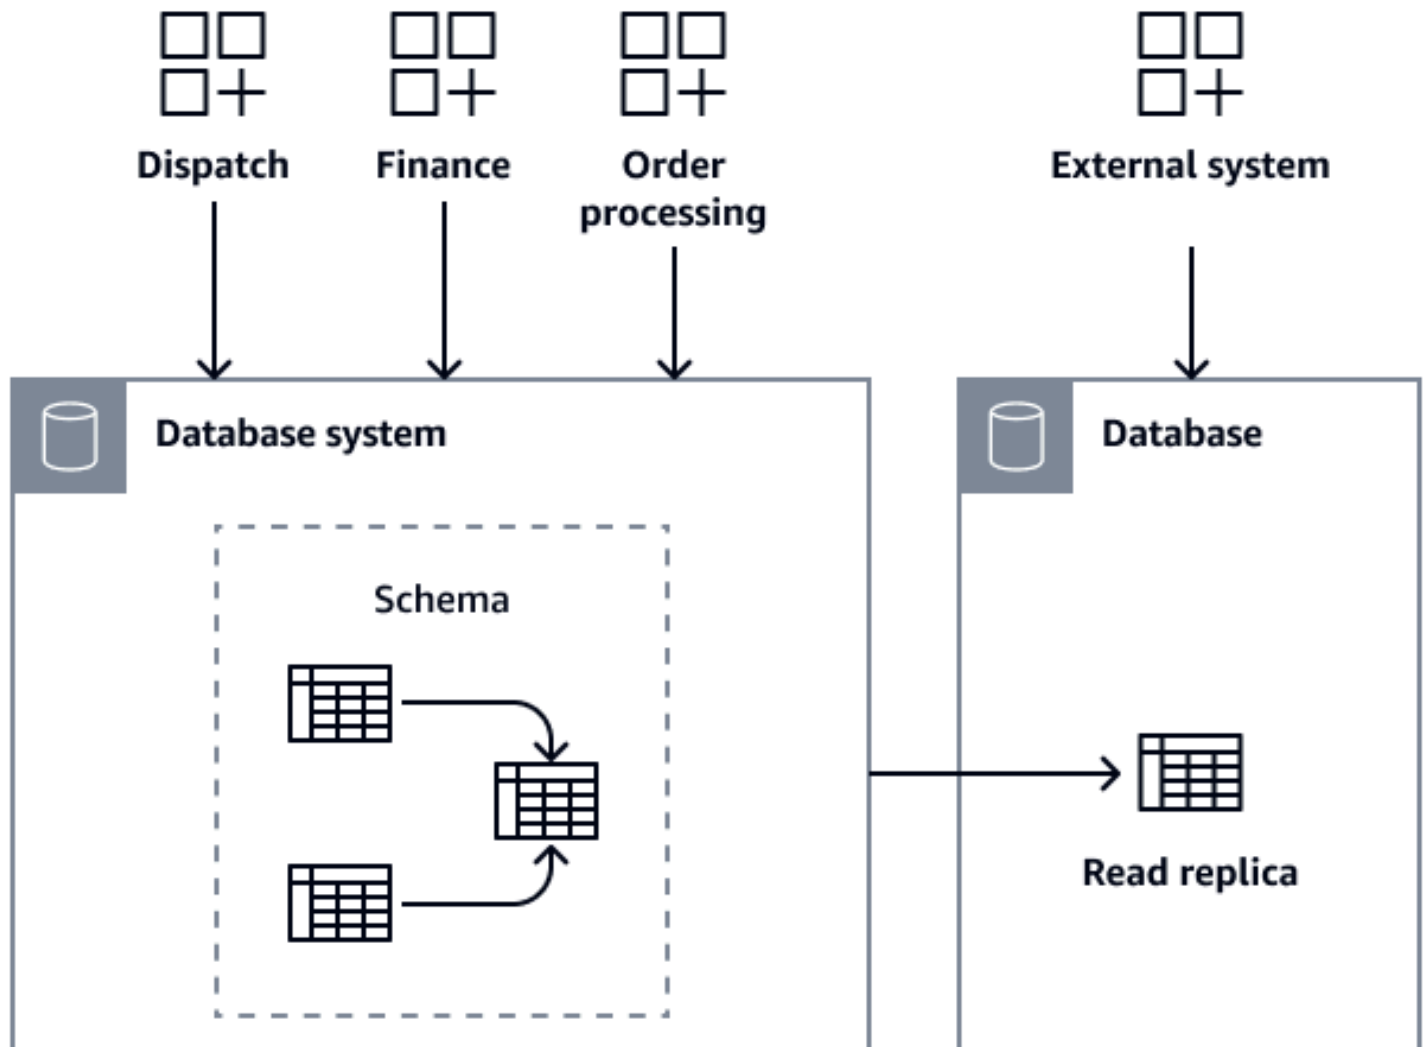 Dispatch
Finance
Order
processing
External system
Database system
Database
Schema
Read replica